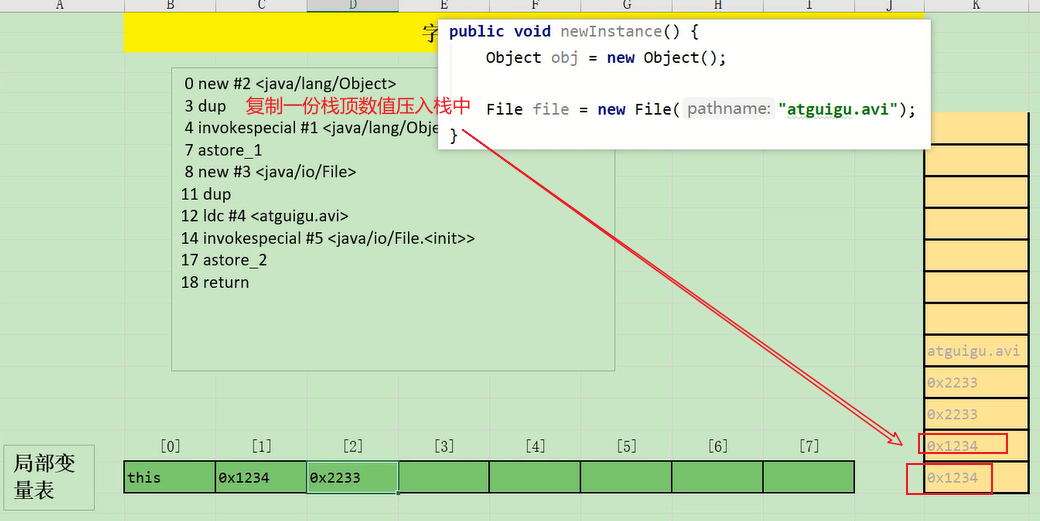 A B C D E F G H I J K
字
public void newInstance() {
Object obj = new Object();
File file = new File( pathname: "atguigu.avi");
}
0 new #2 <java/lang/Object>
3 dup 复制一份栈顶数值压入栈中
4 invokespecial #1 <java/lang/Obje
7 astore_1
8 new #3 <java/io/File>
11 dup
12 ldc #4 <atguigu.avi>
14 invokespecial #5 <java/io/File.<init>>
17 astore_2
18 return
atguigu.avi
0x2233
0x2233
0x1234
0x1234
[0] [1] [2] [3] [4] [5] [6] [7]
局部变
量表
this 0x1234 0x2233